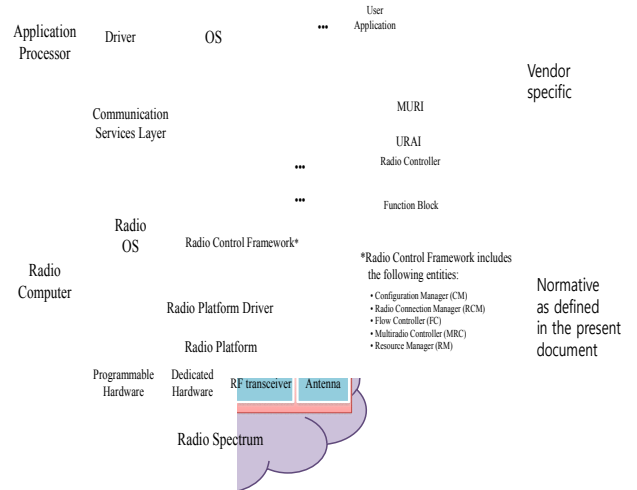 User
Application
Application
Processor
Driver
OS
•••
Vendor
specific
Communication
Services Layer
MURI
URAI
Radio Controller
•••
•••
Function Block
Radio
OS
Radio Control Framework*
*Radio Control Framework includes
the following entities:
• Configuration Manager (CM)
• Radio Connection Manager (RCM)
• Flow Controller (FC)
• Multiradio Controller (MRC)
• Resource Manager (RM)
Radio
Computer
Normative
as defined
in the present
document
Radio Platform Driver
Radio Platform
Programmable
Hardware
Dedicated
Hardware
RF transceiver
Antenna
Radio Spectrum